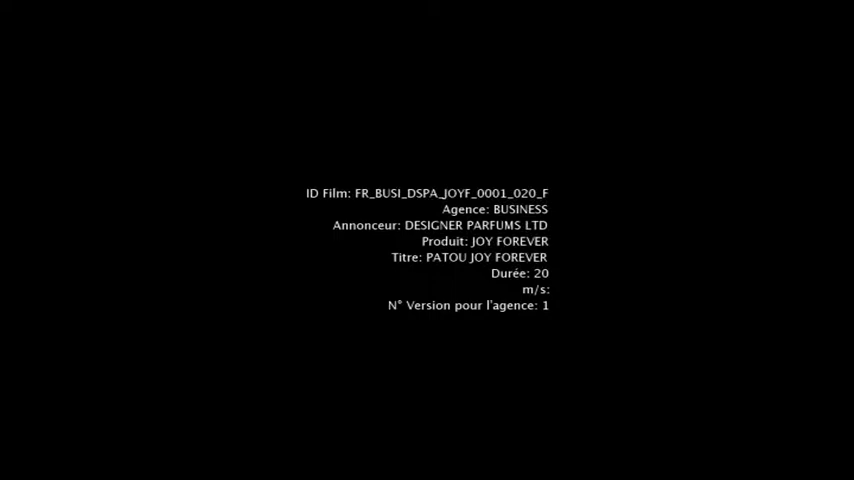 ID Film: FR_BUSI_DSPA_JOYF_0001_020_F
Agence: BUSINESS
Annonceur: DESIGNER PARFUMS LTD
Produit: JOY FOREVER
Titre: PATOU JOY FOREVER
Durée: 20
m/s:
N° Version pour l'agence: 1